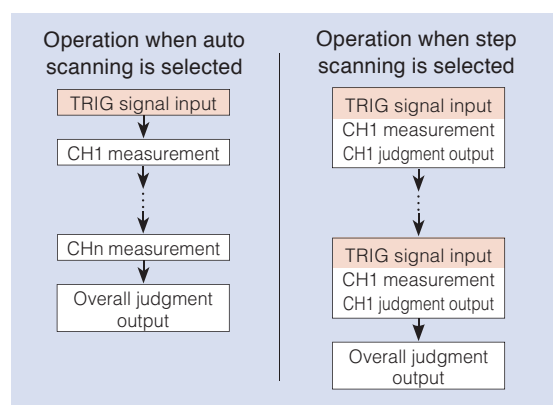 Operation when auto
scanning is selected
TRIG signal input
CH1 measurement
CHn measurement
Overall judgment
output
Operation when step
scanning is selected
TRIG signal input
CH1 measurement
CH1 judgment output
TRIG signal input
CH1 measurement
CH1 judgment output
Overall judgment
output